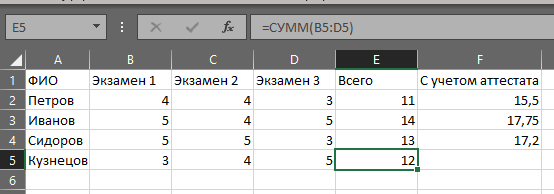 E5 fx =СУММ(B5:D5)
A B C D E F
1 ФИО Экзамен 1 Экзамен 2 Экзамен 3 Всего С учетом аттестата
2 Петров 4 4 3 11 15,5
3 Иванов 5 4 5 14 17,75
4 Сидоров 5 5 3 13 17,2
5 Кузнецов 3 4 5 12